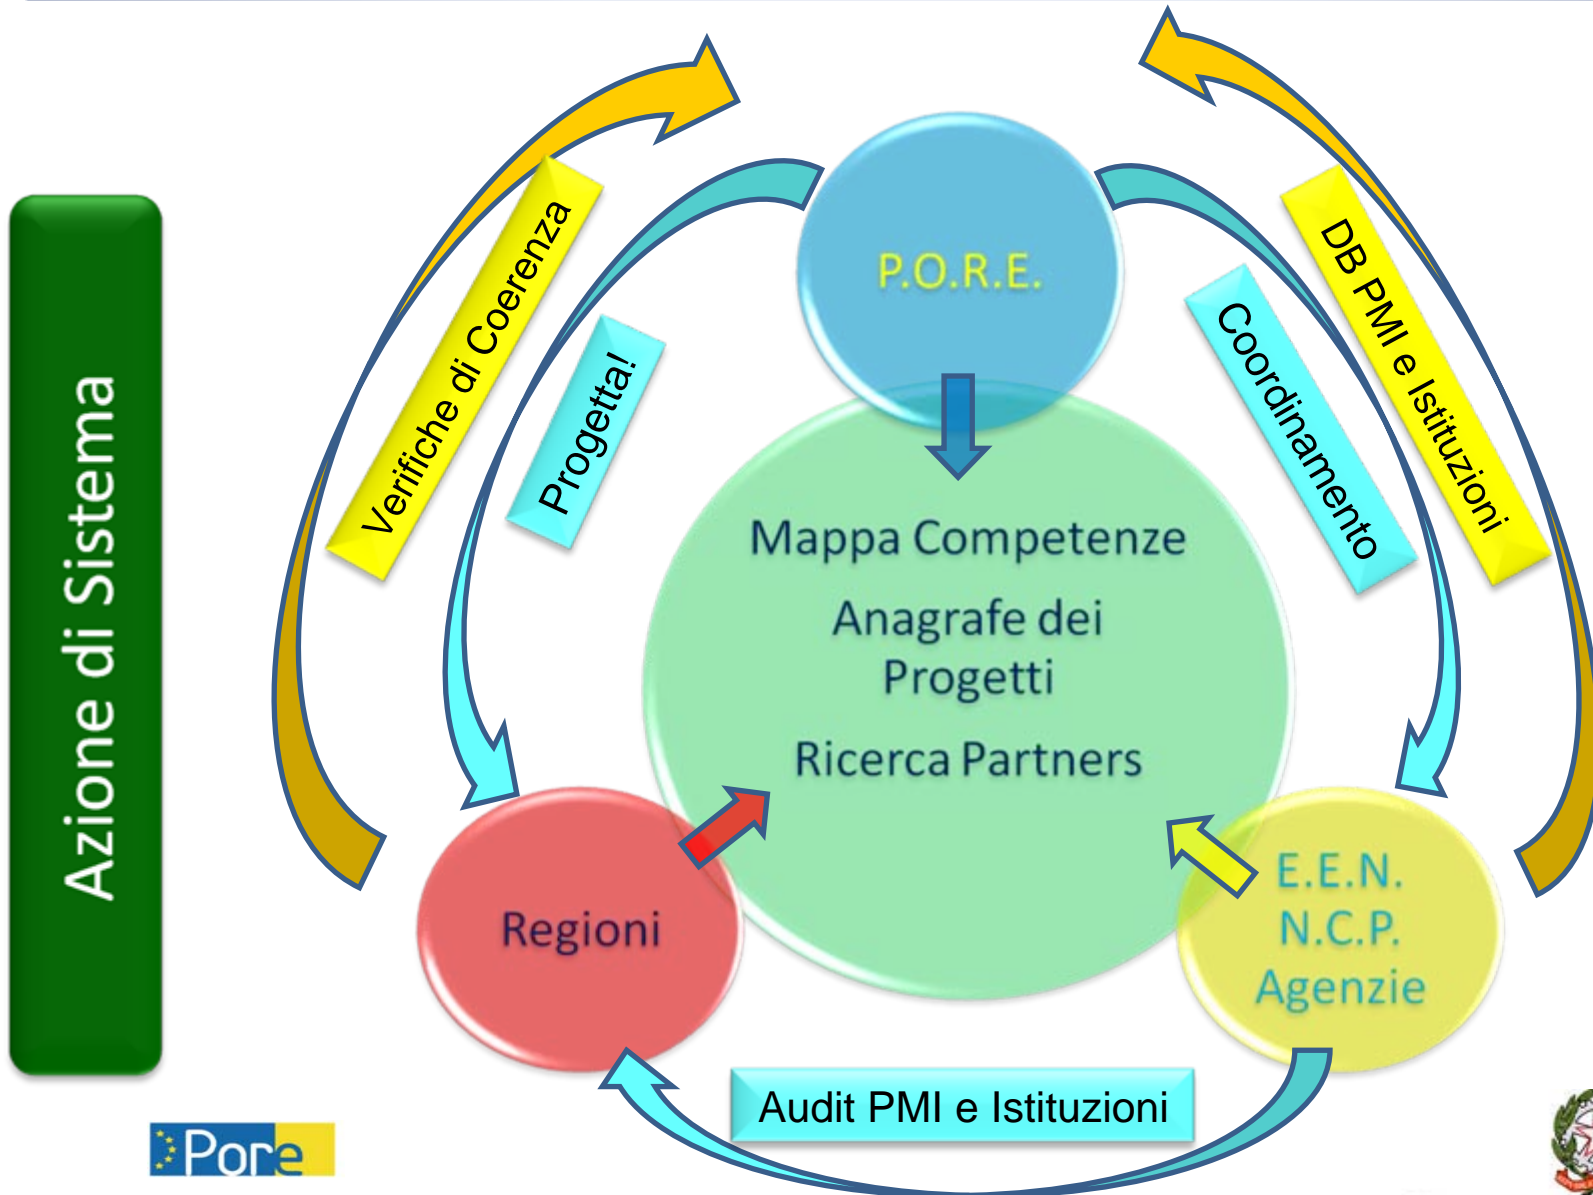 Azione di Sistema
Verifiche di Coerenza
Progetta!
P.O.R.E.
Coordinamento
DB PMI e Istituzioni
Mappa Competenze
Anagrafe dei
Progetti
Ricerca Partners
Regioni
E.E.N.
N.C.P.
Agenzie
Audit PMI e Istituzioni
Pore